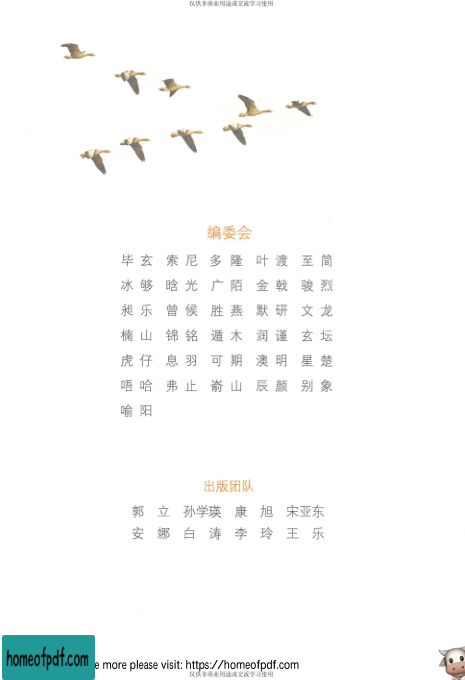 仅供非商业用途或交流学习使用
编委会
毕 玄 索 尼 多 隆 叶 渡 至 简
冰 够 晗 光 广 陌 金 戟 骏 烈
昶 乐 曾 候 胜 燕 默 研 文 龙
楠 山 锦 铭 遁 木 润 谨 玄 坛
虎 仔 息 羽 可 期 澳 明 星 楚
唔 哈 弗 止 嵛 山 辰 颜 别 象
喻 阳
出版团队
郭 立 孙学瑛 康 旭 宋亚东
安 娜 白 涛 李 玲 王 乐
homeofpdf.com
e more please visit: https://homeofpdf.com
仅供非商业用途或交流学习使用